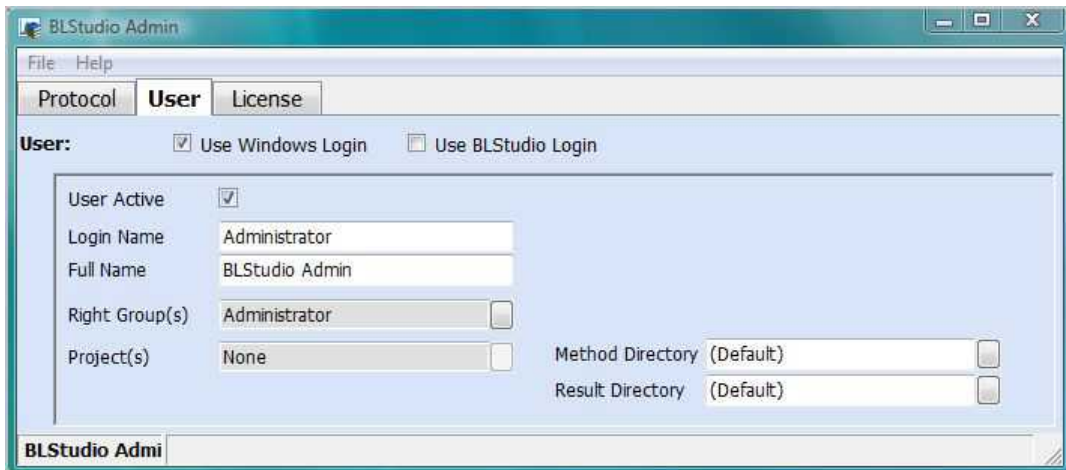 BLStudio Admin
File Help
Protocol User License
User: Use Windows Login Use BLStudio Login
User Active
Login Name Administrator
Full Name BLStudio Admin
Right Group(s) Administrator
Project(s) None Method Directory (Default)
Result Directory (Default)
BLStudio Admi